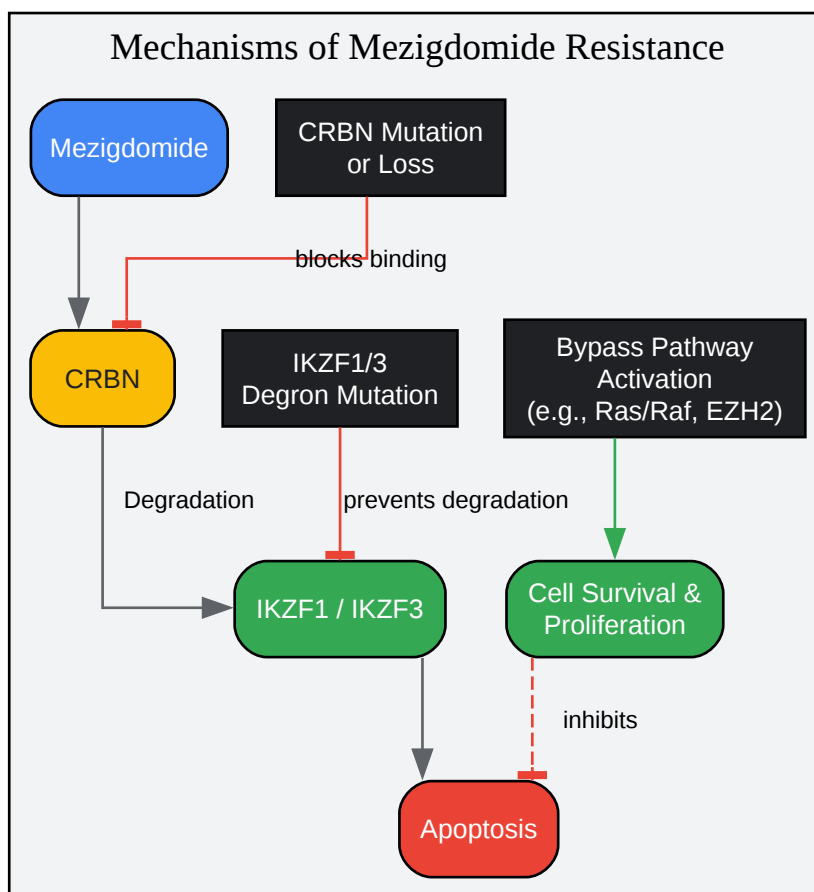 Mechanisms of Mezigdomide Resistance
Mezigdomide
CRBN Mutation
or Loss
blocks binding
CRBN
IKZF1/3
Degron Mutation
Bypass Pathway
Activation
(e.g., Ras/Raf, EZH2)
Degradation
prevents degradation
IKZF1 / IKZF3
Cell Survival &
Proliferation
inhibits
Apoptosis